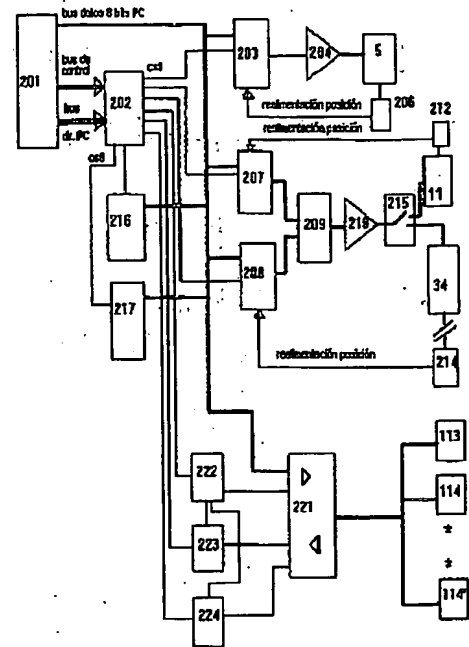 bus datos 8 bits PC
201
bus de
control
bus
dir. PC
202
cs1
cs8
203
204
5
206
realimentación posición
realimentación posición
212
207
11
216
209
219
215
208
34
217
realimentación posición
214
113
222
221
114
223
224
114"